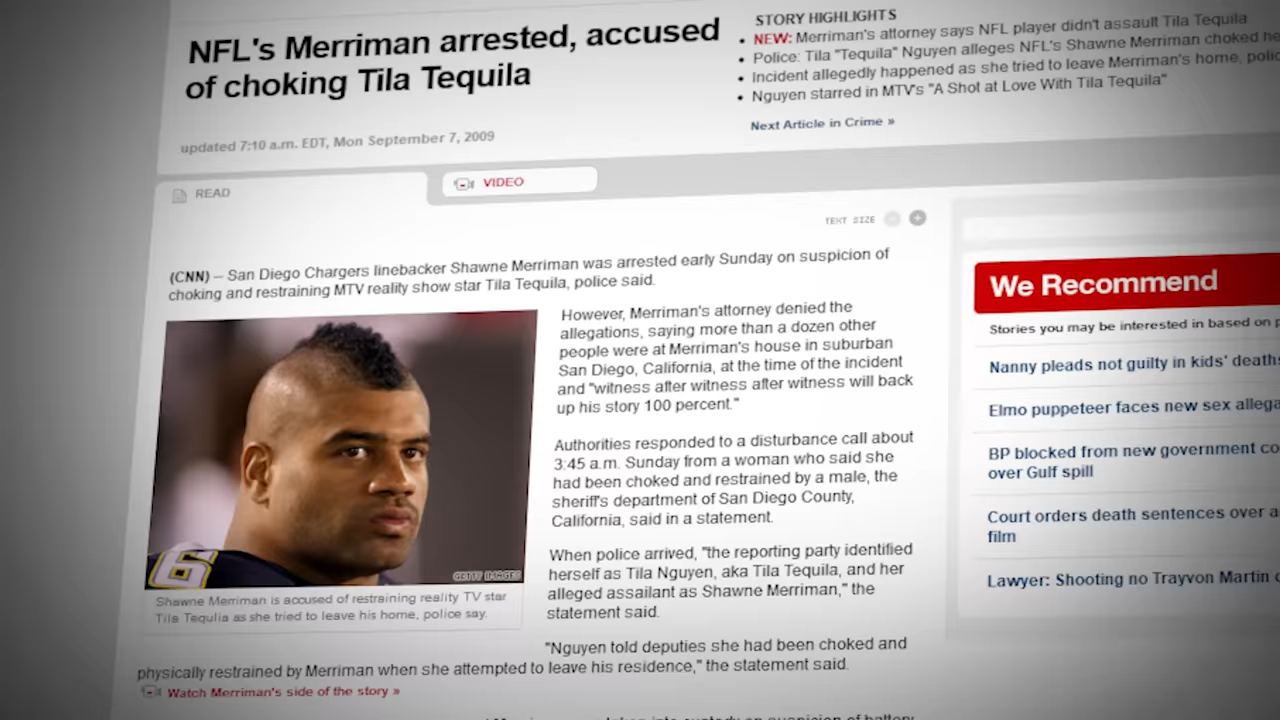 NFL's Merriman arrested, accused
of choking Tila Tequila
updated 7:10 a.m. EDT, Mon September 7, 2009
STORY HIGHLIGHTS
• NEW: Merriman's attorney says NFL player didn't assault Tila Tequila
• Police: Tila "Tequila" Nguyen alleges NFL's Shawne Merriman choked he
• Incident allegedly happened as she tried to leave Merriman's home, polic
• Nguyen starred in MTV's "A Shot at Love With Tila Tequila"
Next Article in Crime »
READ
VIDEO
TEXT SIZE
(CNN) – San Diego Chargers linebacker Shawne Merriman was arrested early Sunday on suspicion of
choking and restraining MTV reality show star Tila Tequila, police said.
However, Merriman's attorney denied the
allegations, saying more than a dozen other
people were at Merriman's house in suburban
San Diego, California, at the time of the incident
and "witness after witness after witness will back
up his story 100 percent."
Authorities responded to a disturbance call about
3:45 a.m. Sunday from a woman who said she
had been choked and restrained by a male, the
sheriff's department of San Diego County,
California, said in a statement.
When police arrived, "the reporting party identified
herself as Tila Nguyen, aka Tila Tequila, and her
alleged assailant as Shawne Merriman," the
statement said.
"Nguyen told deputies she had been choked and
physically restrained by Merriman when she attempted to leave his residence," the statement said.
Watch Merriman's side of the story »
6
GETTY IMAGES
Shawne Merriman is accused of restraining reality TV star
Tila Tequlia as she tried to leave his home, police say.
We Recommend
Stories you may be interested in based on p
Nanny pleads not guilty in kids' deaths
Elmo puppeteer faces new sex allega
BP blocked from new government co
over Gulf spill
Court orders death sentences over a
film
Lawyer: Shooting no Trayvon Martin c